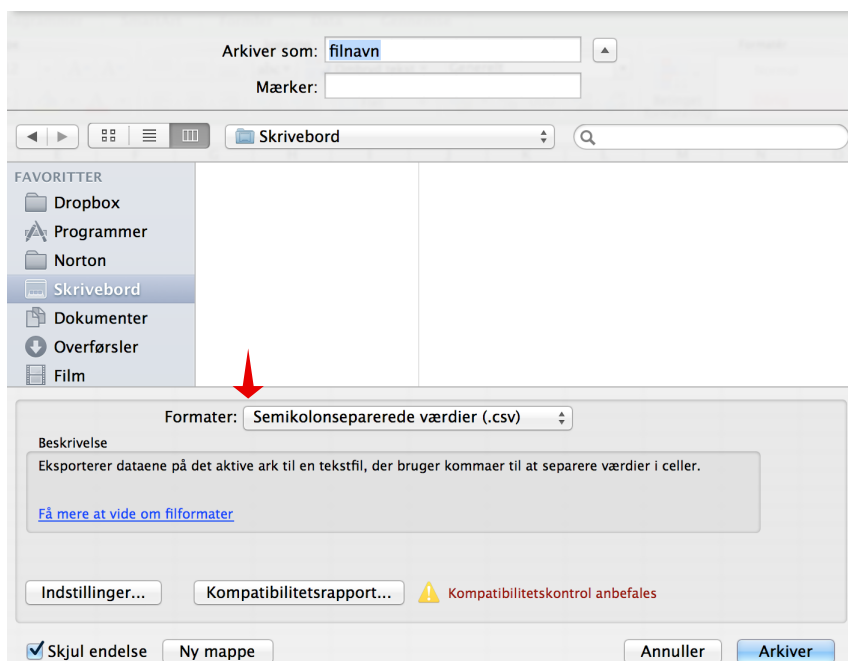 Arkiver som: filnavn
Mærker:
Skrivebord
FAVORITTER
Dropbox
Programmer
Norton
Skrivebord
Dokumenter
Overførsler
Film
Formater: Semikolonseparerede værdier (.csv)
Beskrivelse
Eksporterer dataene på det aktive ark til en tekstfil, der bruger kommaer til at separere værdier i celler.
Få mere at vide om filformater
Indstillinger... Kompatibilitetsrapport... Kompatibilitetskontrol anbefales
Skjul endelse Ny mappe Annuller Arkiver